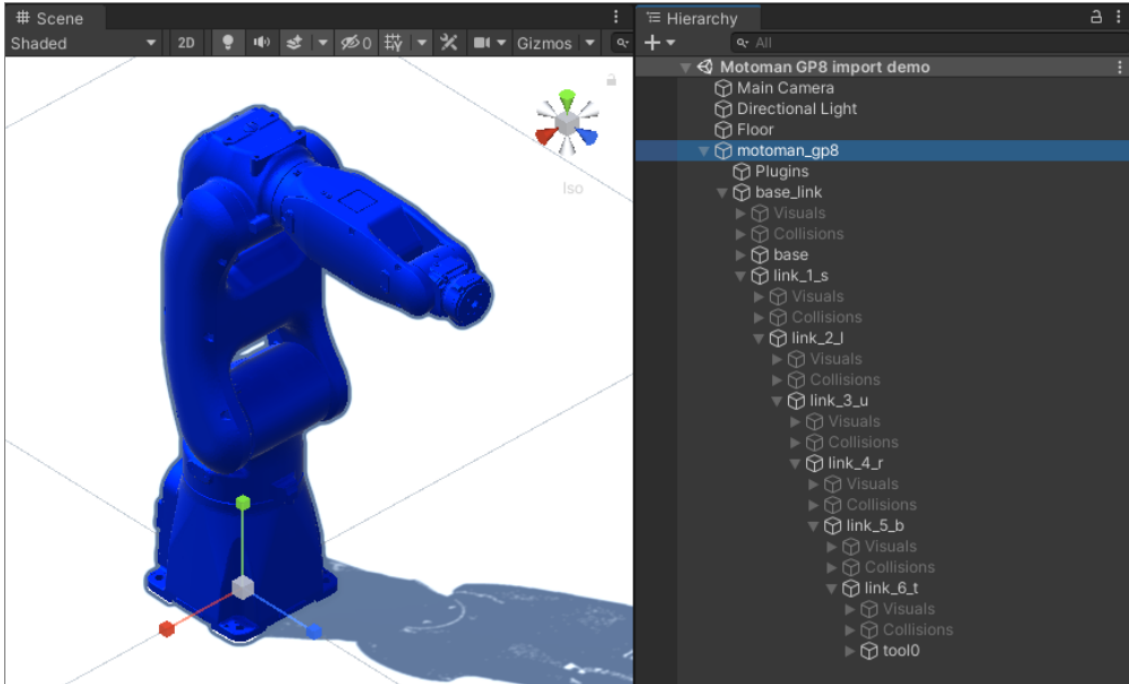 Scene
Shaded
2D
0
Gizmos
Iso
Hierarchy
All
Motoman GP8 import demo
Main Camera
Directional Light
Floor
motoman_gp8
Plugins
base_link
Visuals
Collisions
base
link_1_s
Visuals
Collisions
link_2_l
Visuals
Collisions
link_3_u
Visuals
Collisions
link_4_r
Visuals
Collisions
link_5_b
Visuals
Collisions
link_6_t
Visuals
Collisions
tool0